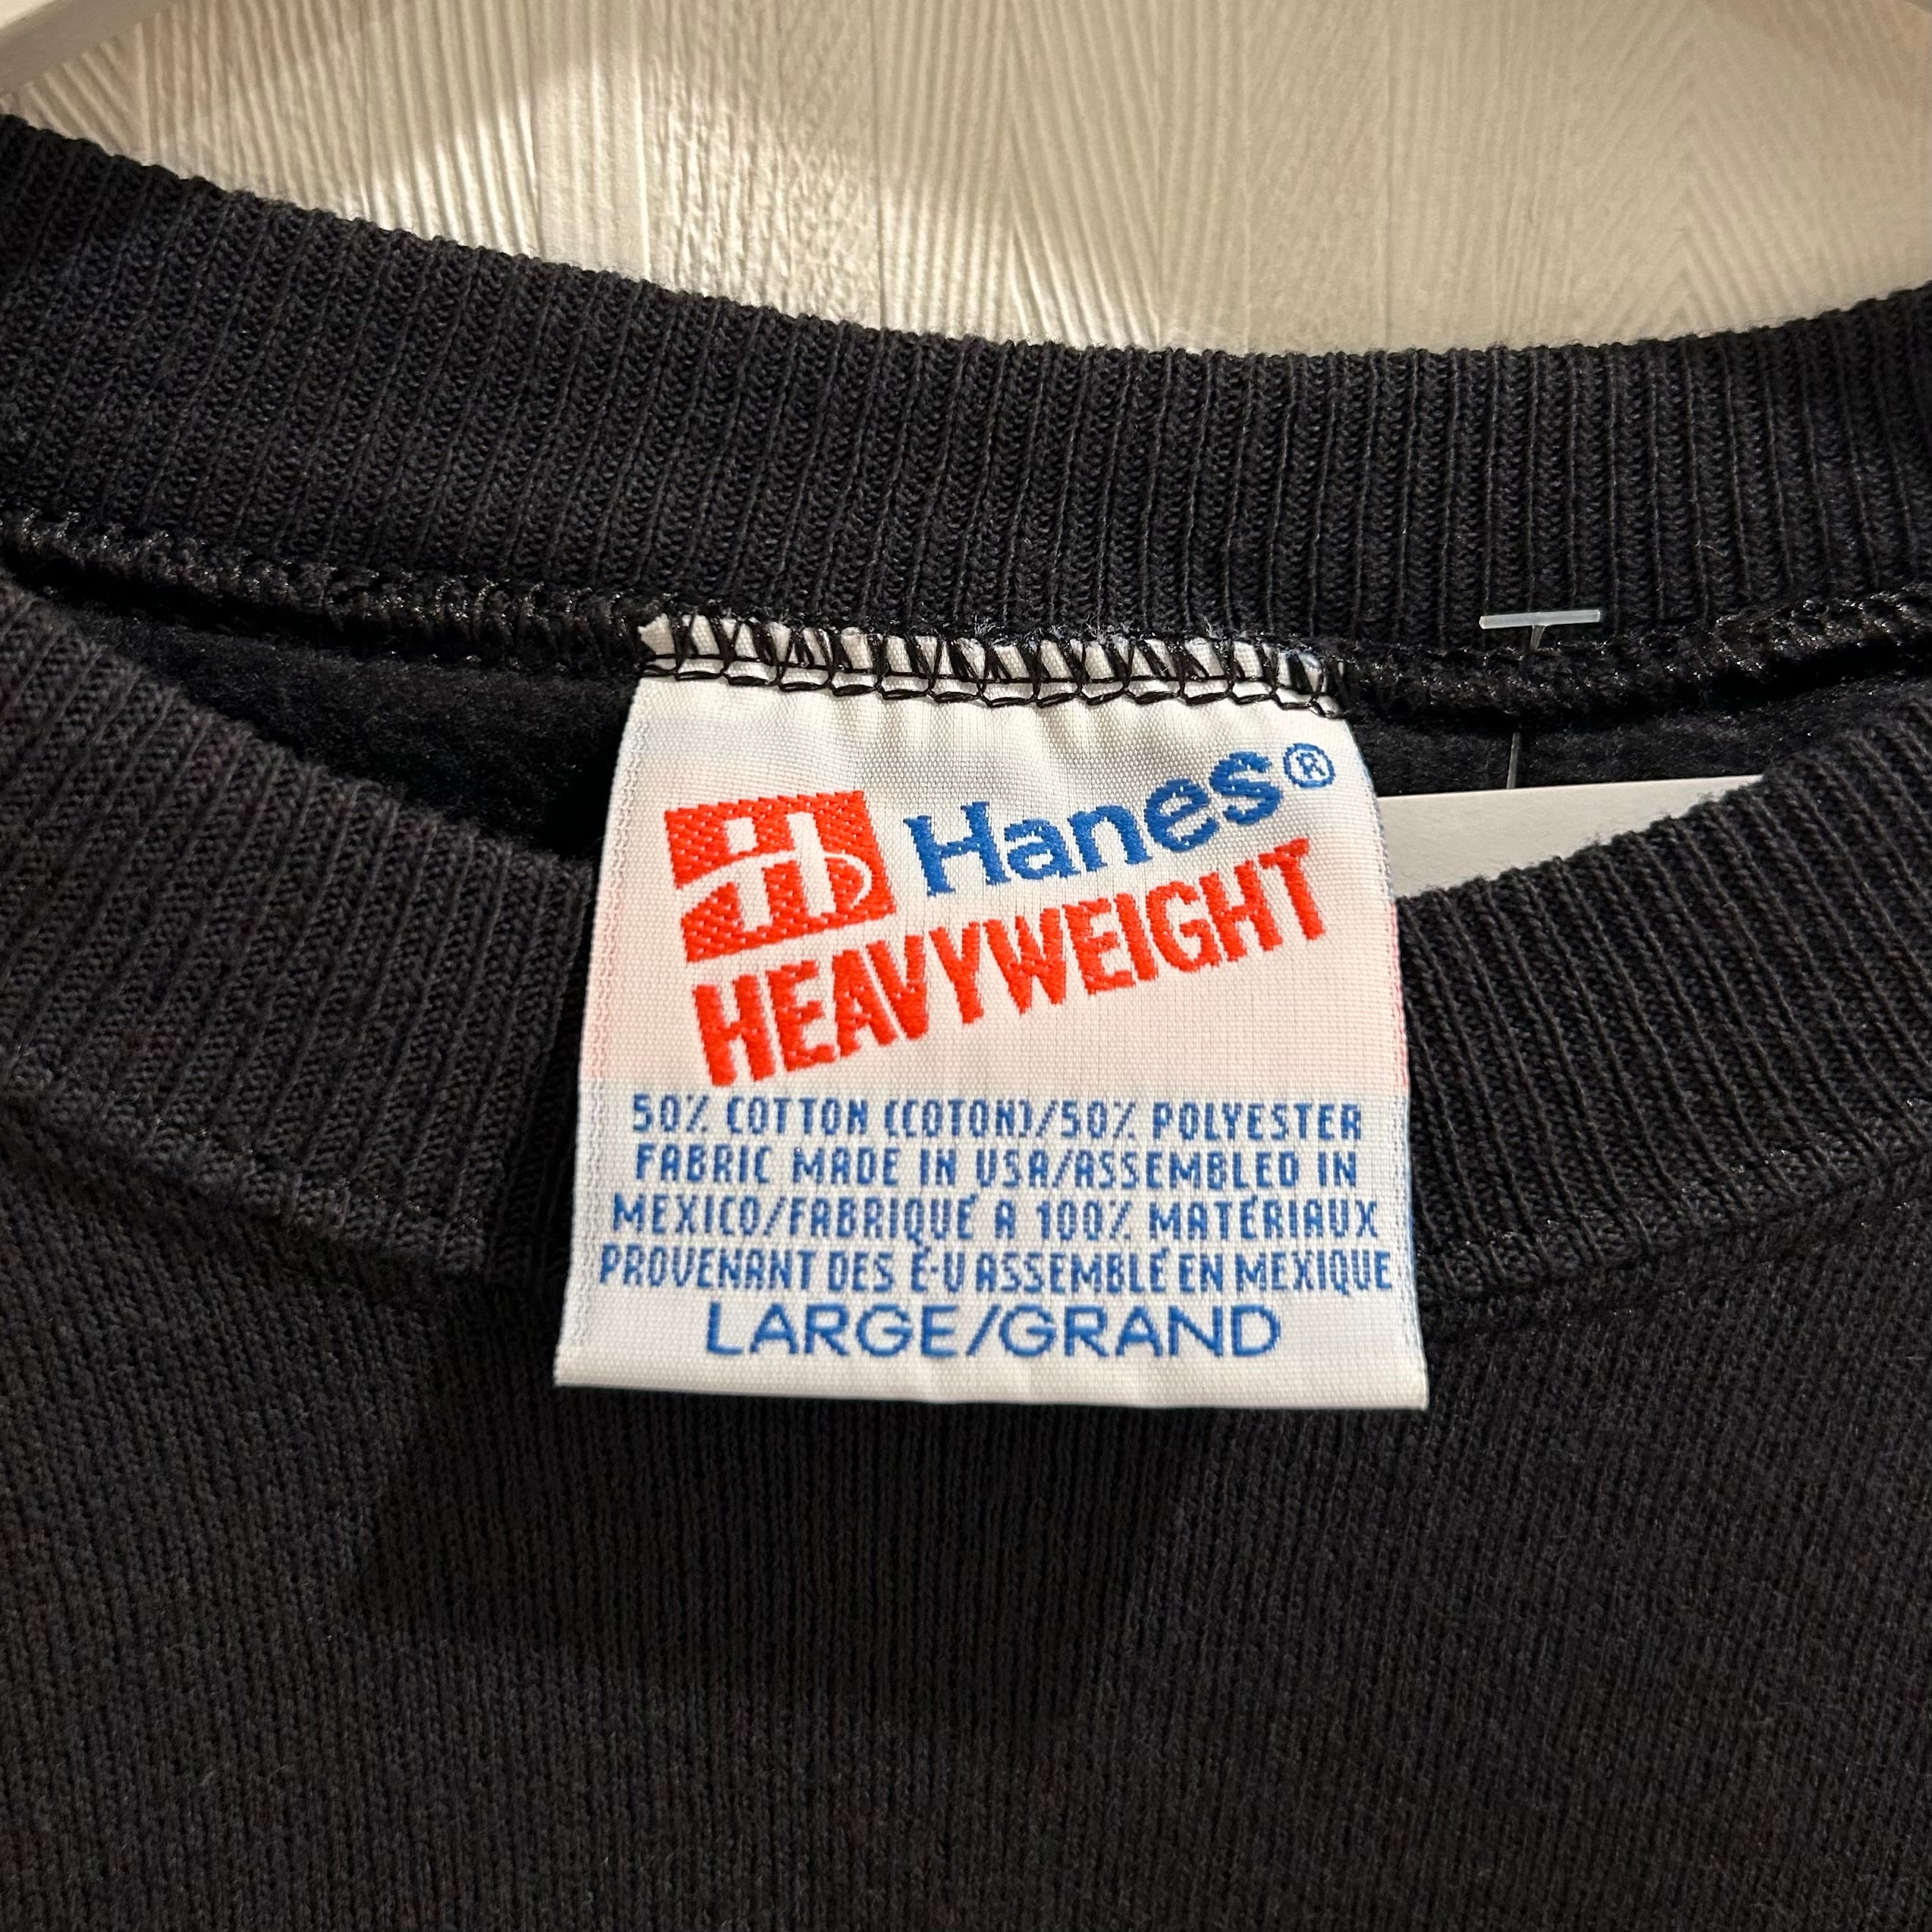 Hanes®
HEAVYWEIGHT
50% COTTON (COTON)/50% POLYESTER
FABRIC MADE IN USA/ASSEMBLED IN
MEXICO/FABRIQUÉ A 100% MATÉRIAUX
PROVENANT DES É-U ASSEMBLÉ EN MEXIQUE
LARGE/GRAND